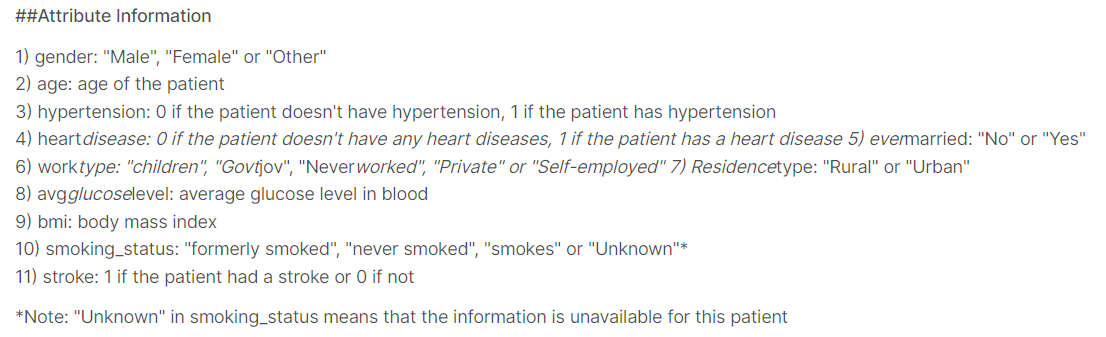 ##Attribute Information
1) gender: "Male", "Female" or "Other"
2) age: age of the patient
3) hypertension: 0 if the patient doesn't have hypertension, 1 if the patient has hypertension
4) heartdisease: 0 if the patient doesn't have any heart diseases, 1 if the patient has a heart disease 5) evermarried: "No" or "Yes"
6) worktype: "children", "Govtjov", "Neverworked", "Private" or "Self-employed" 7) Residencetype: "Rural" or "Urban"
8) avgglucoselevel: average glucose level in blood
9) bmi: body mass index
10) smoking_status: "formerly smoked", "never smoked", "smokes" or "Unknown"*
11) stroke: 1 if the patient had a stroke or 0 if not
*Note: "Unknown" in smoking_status means that the information is unavailable for this patient